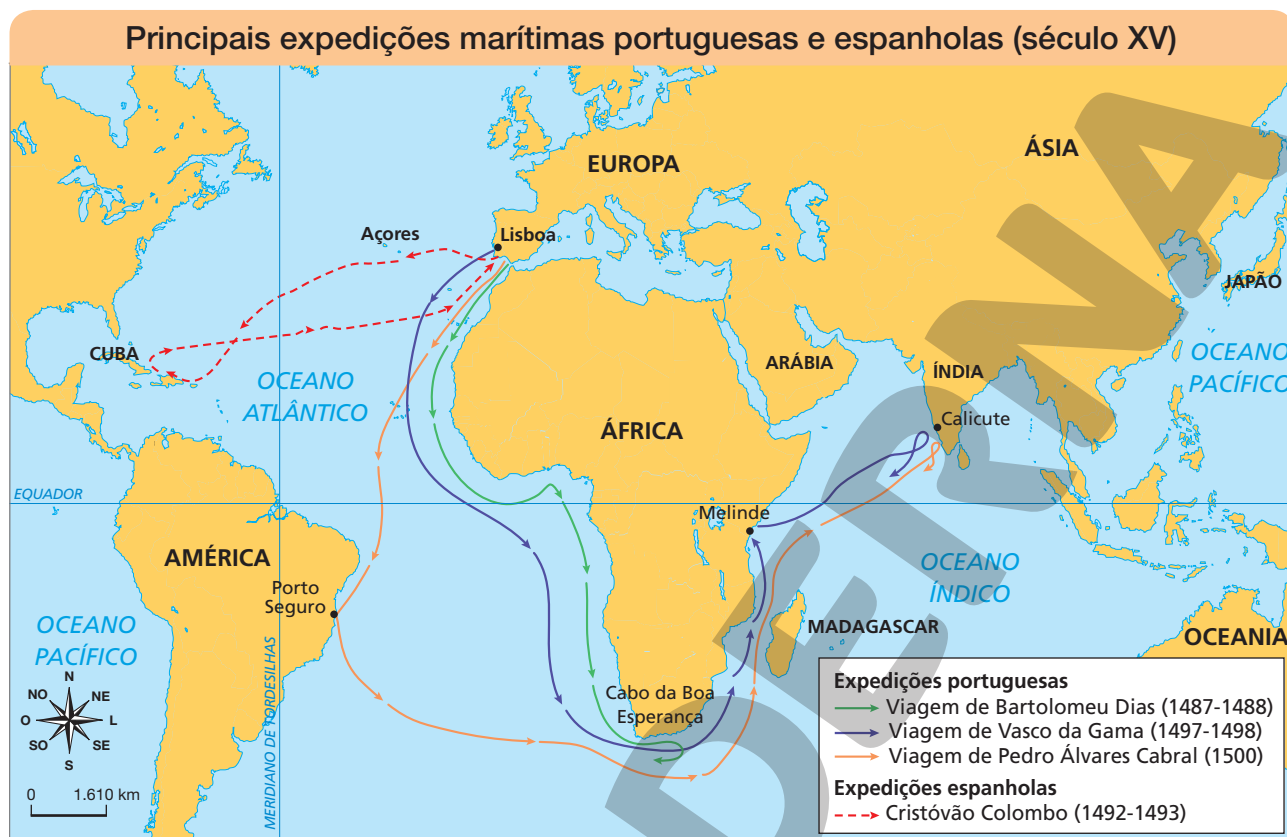 Principais expedições marítimas portuguesas e espanholas (século XV)
EUROPA
ÁSIA
Açores
Lisboa
JAPÃO
CUBA
ARÁBIA
ÍNDIA
OCEANO
PACÍFICO
OCEANO
ATLÂNTICO
ÁFRICA
Calicute
EQUADOR
Melinde
AMÉRICA
OCEANO
ÍNDICO
Porto
Seguro
OCEANO
PACÍFICO
MADAGASCAR
OCEANIA
MERIDIANO DE TORDESILHAS
Cabo da Boa
Esperança
N
NO NE
O L
SO SE
S
0 1.610 km
Expedições portuguesas
Viagem de Bartolomeu Dias (1487-1488)
Viagem de Vasco da Gama (1497-1498)
Viagem de Pedro Álvares Cabral (1500)
Expedições espanholas
Cristóvão Colombo (1492-1493)
DERNA